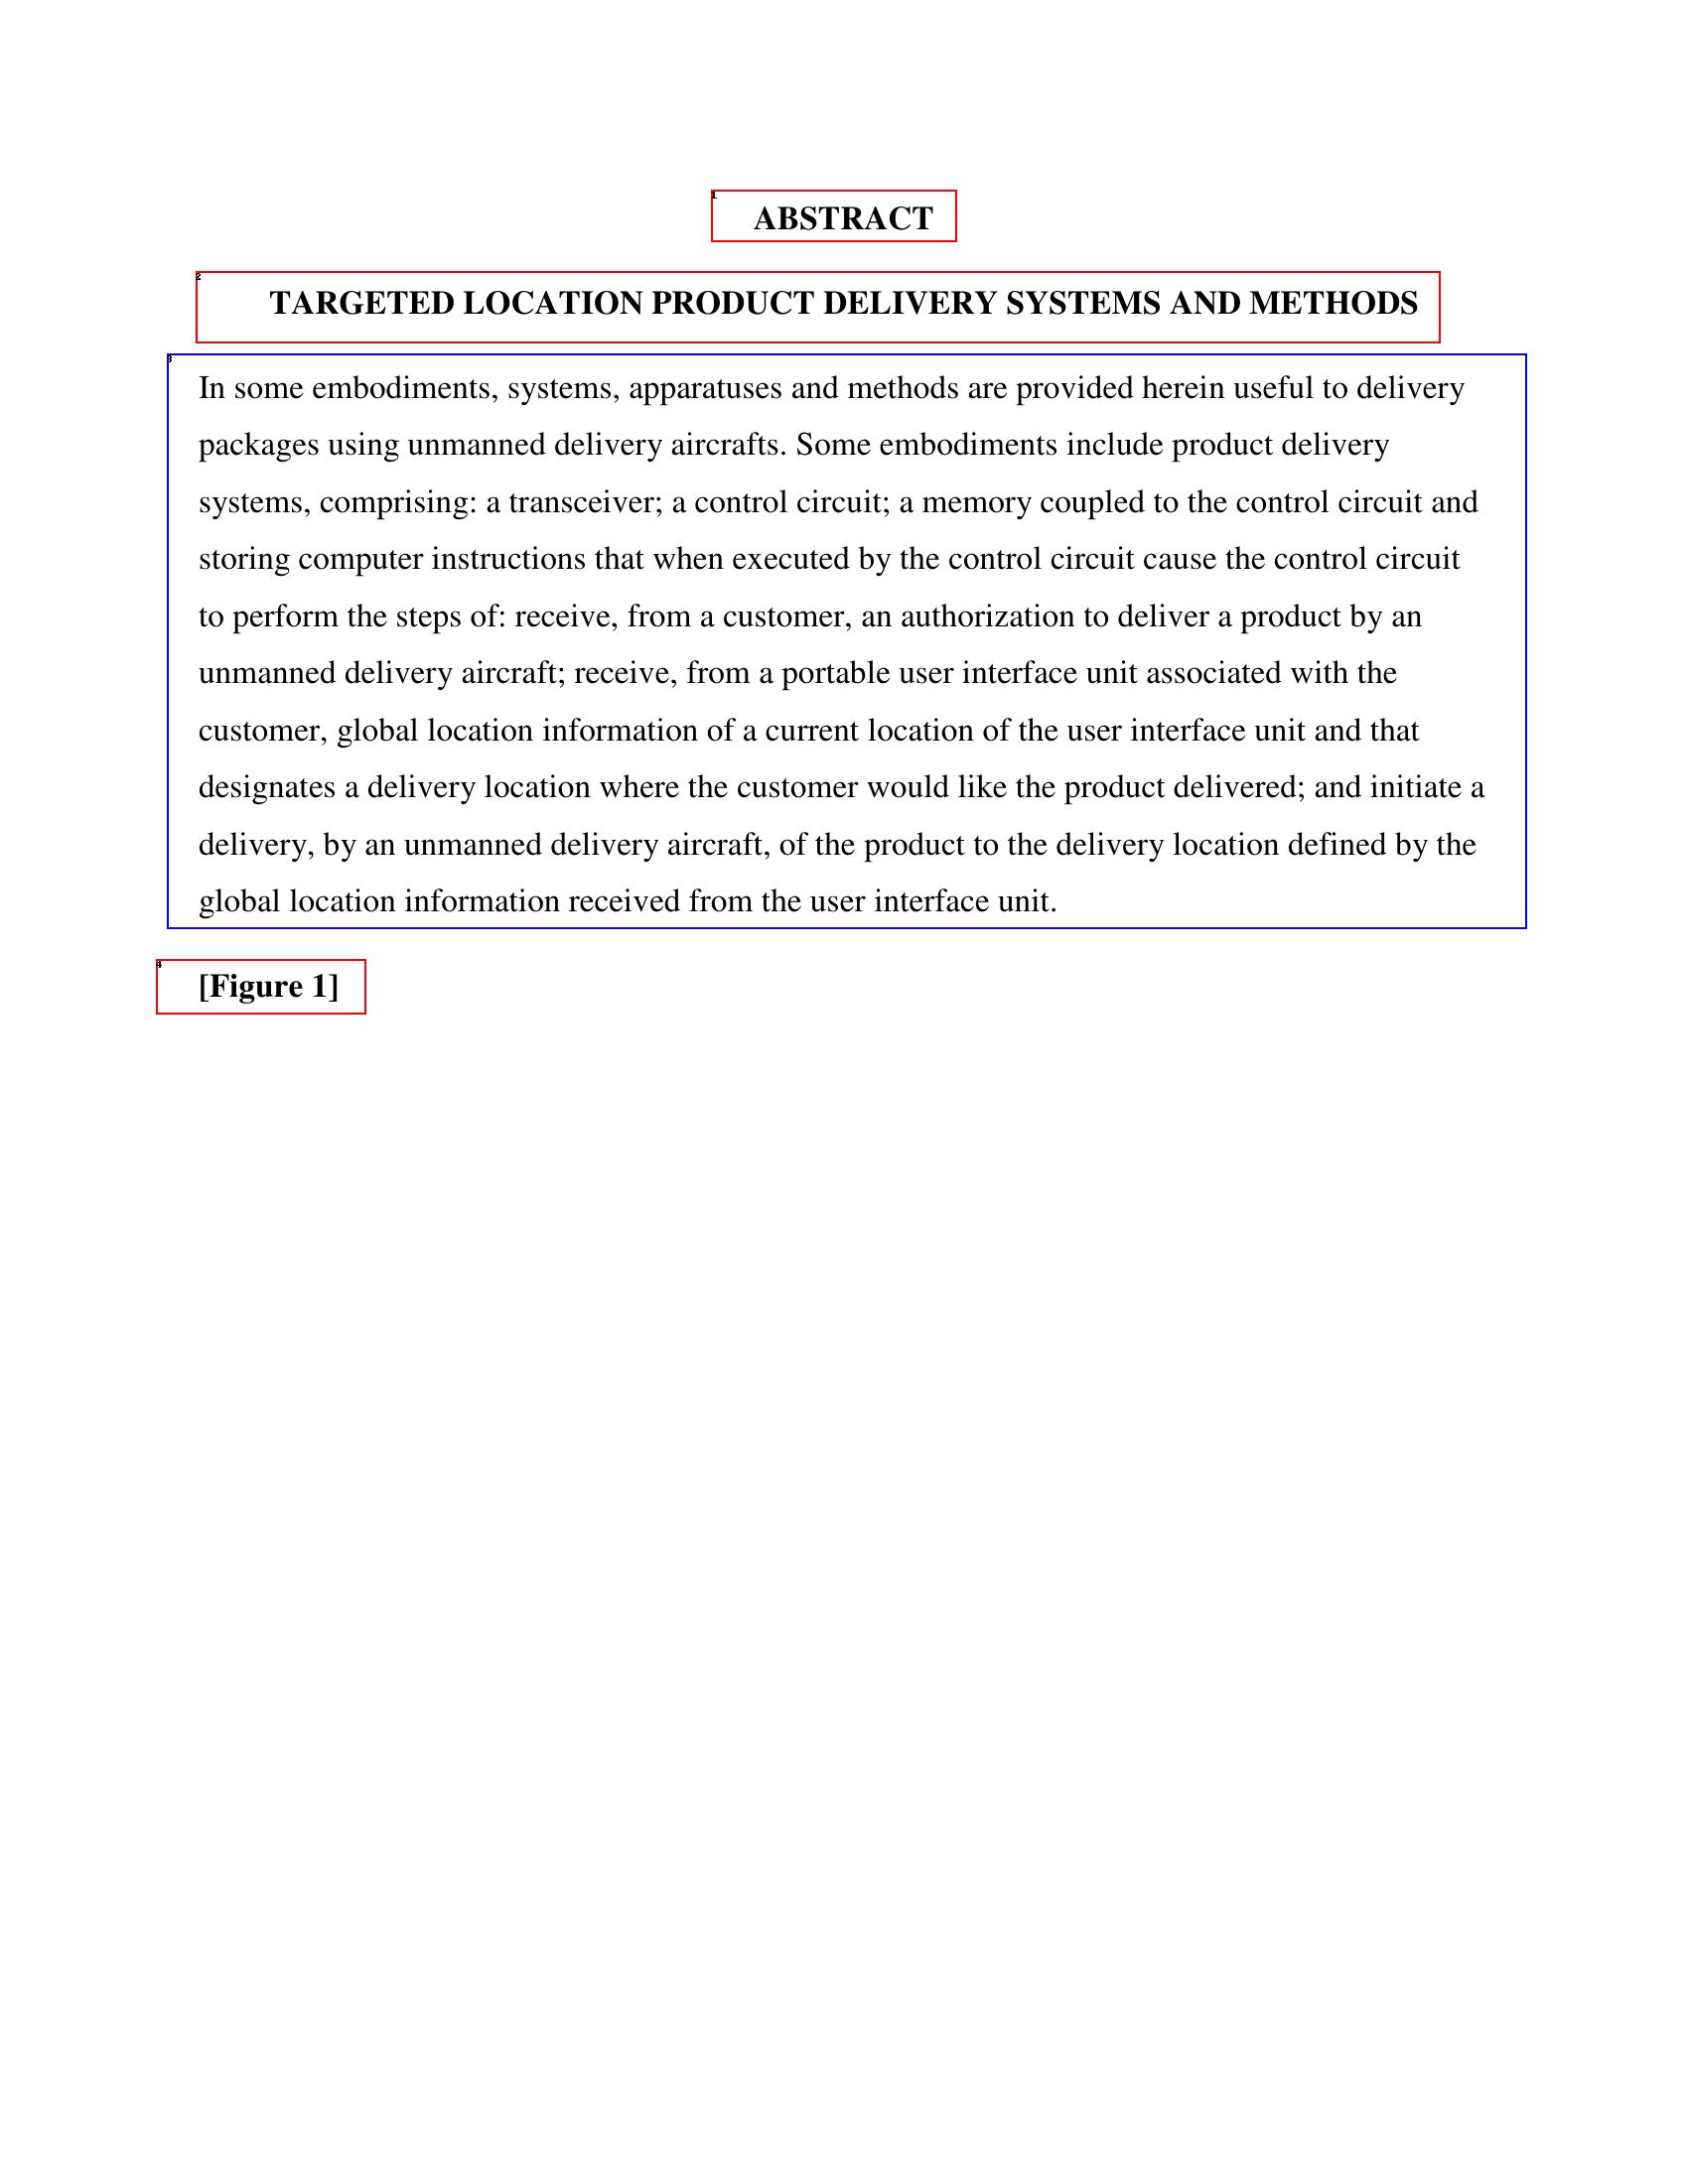 1
ABSTRACT
2
TARGETED LOCATION PRODUCT DELIVERY SYSTEMS AND METHODS
3
In some embodiments, systems, apparatuses and methods are provided herein useful to delivery
packages using unmanned delivery aircrafts. Some embodiments include product delivery
systems, comprising: a transceiver; a control circuit; a memory coupled to the control circuit and
storing computer instructions that when executed by the control circuit cause the control circuit
to perform the steps of: receive, from a customer, an authorization to deliver a product by an
unmanned delivery aircraft; receive, from a portable user interface unit associated with the
customer, global location information of a current location of the user interface unit and that
designates a delivery location where the customer would like the product delivered; and initiate a
delivery, by an unmanned delivery aircraft, of the product to the delivery location defined by the
global location information received from the user interface unit.
4
[Figure 1]